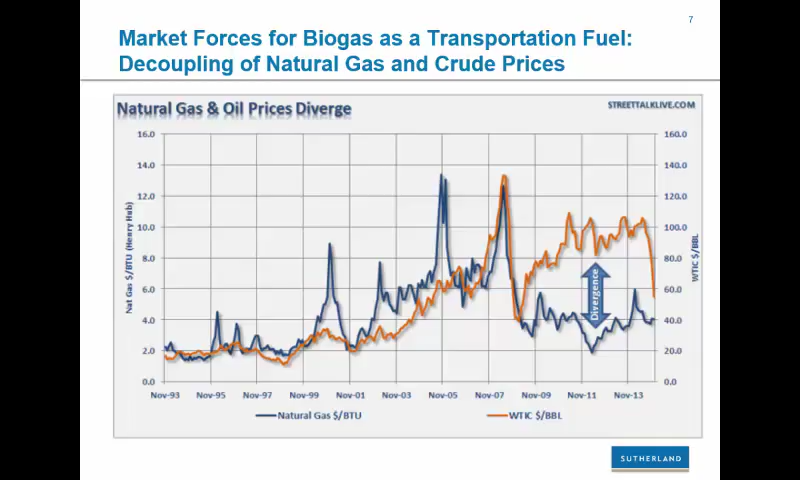 7
Market Forces for Biogas as a Transportation Fuel:
Decoupling of Natural Gas and Crude Prices
Natural Gas & Oil Prices Diverge
STREETTALKLIVE.COM
16.0 160.0
14.0 140.0
12.0 120.0
10.0 100.0
8.0 80.0
6.0 60.0
4.0 40.0
2.0 20.0
0.0 0.0
Nat Gas $/BTU (Henry Hub)
WTIC $/BBL
Divergence
Nov-93 Nov-95 Nov-97 Nov-99 Nov-01 Nov-03 Nov-05 Nov-07 Nov-09 Nov-11 Nov-13
Natural Gas $/BTU WTIC $/BBL
SUTHERLAND